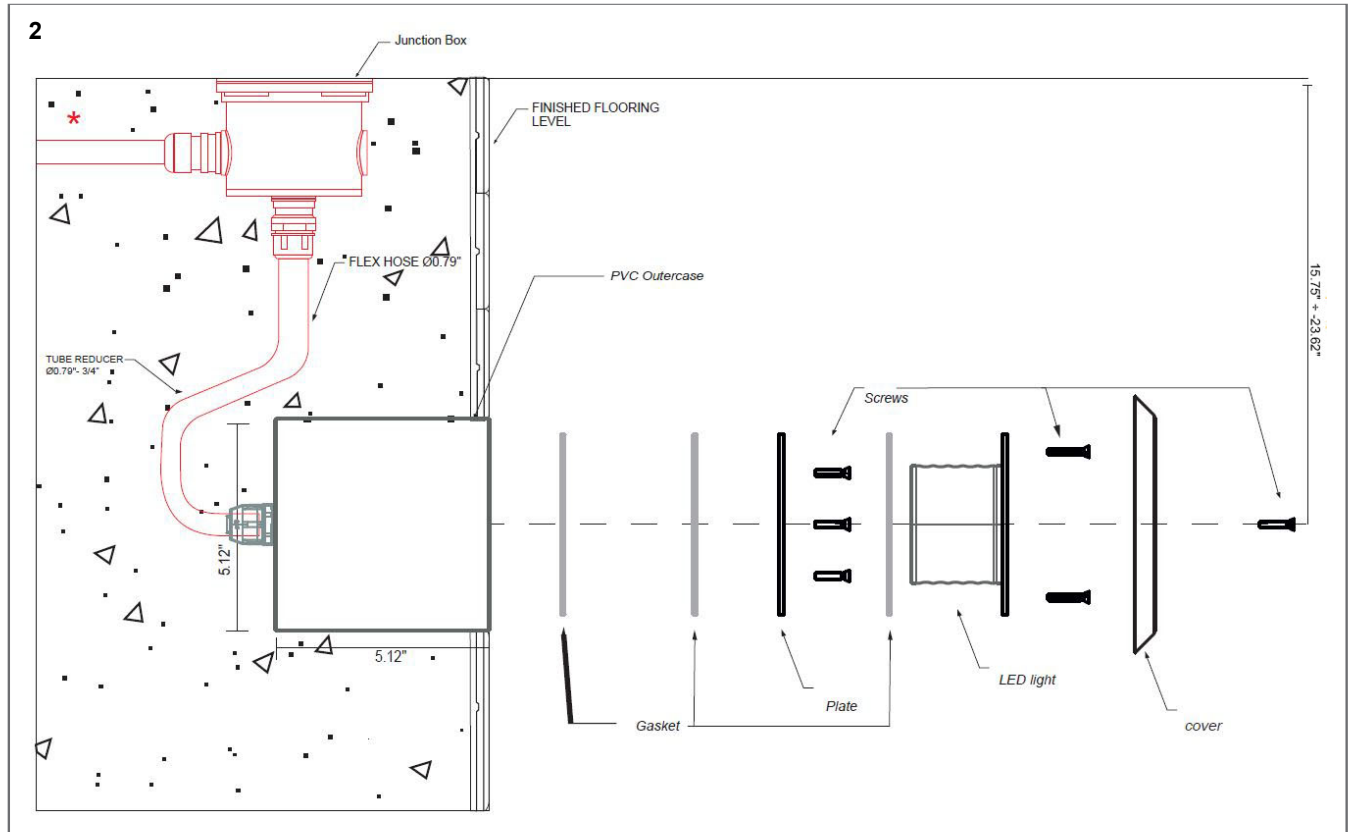 2
Junction Box
*
FINISHED FLOORING
LEVEL
FLEX HOSE Ø0.79"
PVC Outercase
15.75" ÷ -23.62"
TUBE REDUCER
Ø0.79"- 3/4"
Screws
5.12"
5.12"
LED light
Plate
Gasket
cover